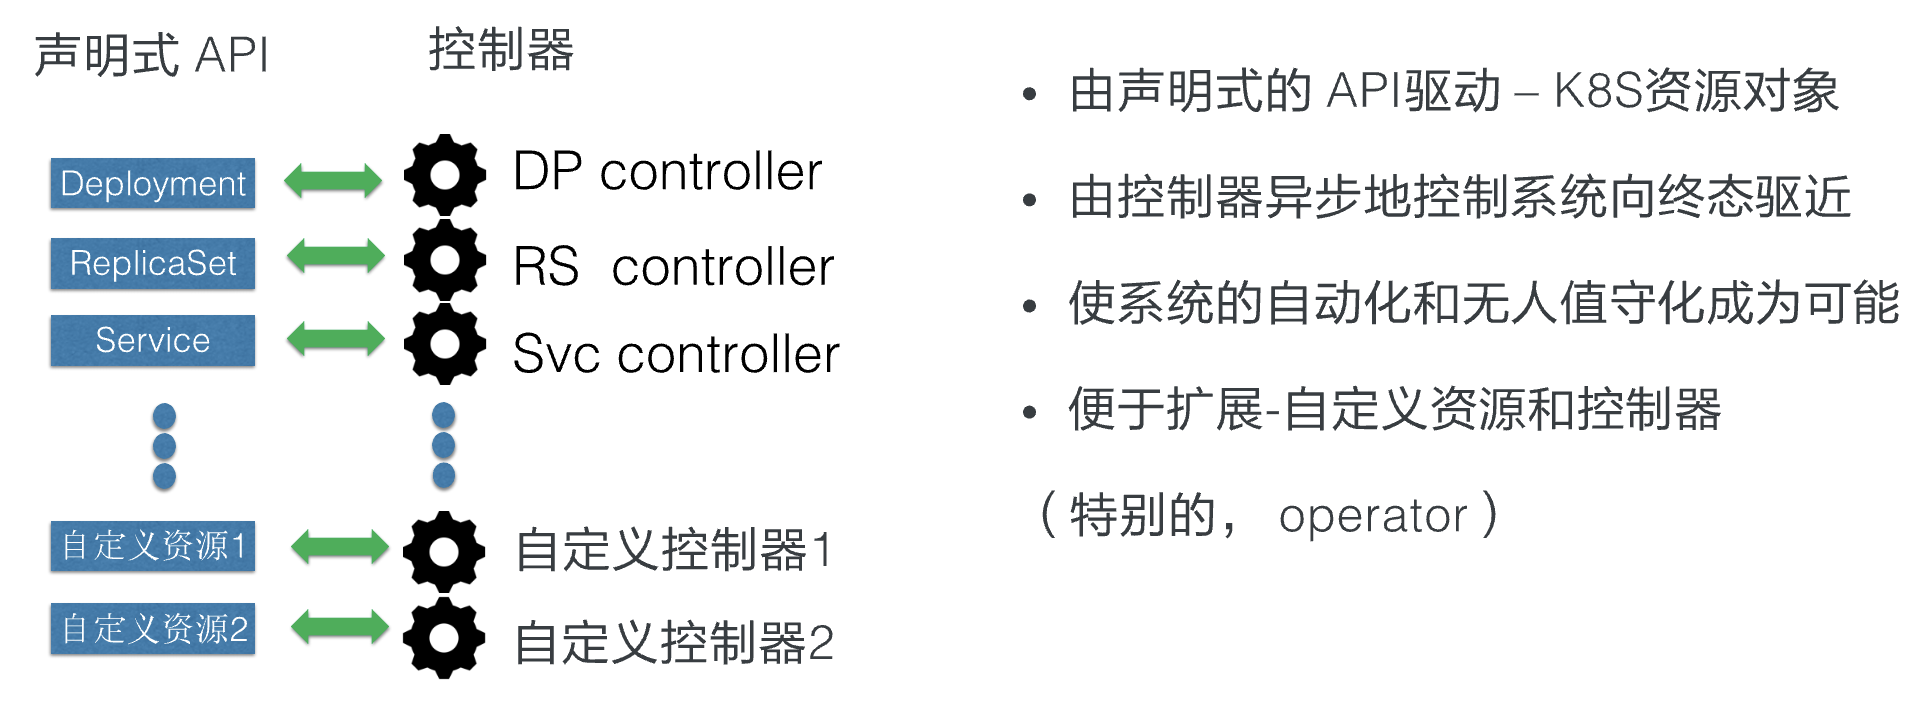 声明式 API
控制器
Deployment
DP controller
ReplicaSet
RS controller
Service
Svc controller
自定义资源1
自定义控制器1
自定义资源2
自定义控制器2
• 由声明式的 API驱动 – K8S资源对象
• 由控制器异步地控制系统向终态驱近
• 使系统的自动化和无人值守化成为可能
• 便于扩展-自定义资源和控制器
（特别的， operator）